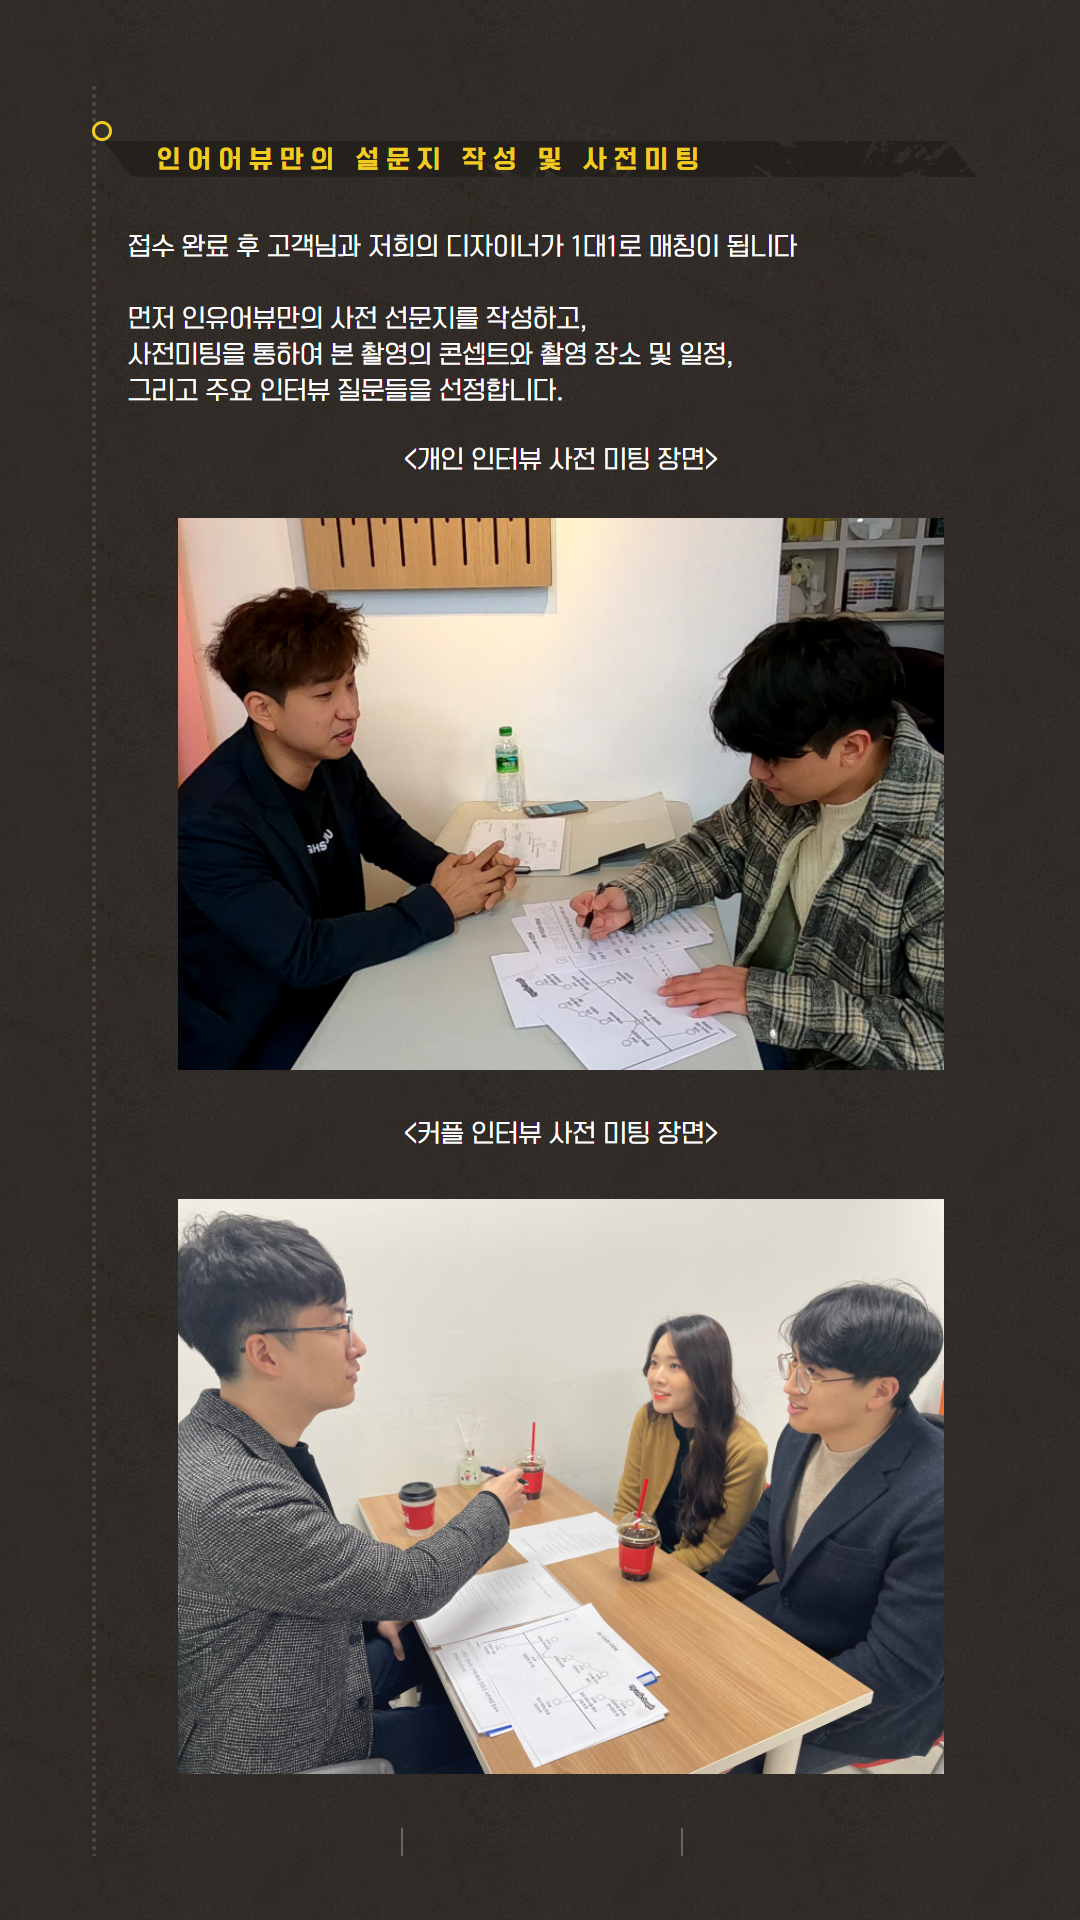 인어어뷰만의 설문지 작성 및 사전미팅
접수 완료 후 고객님과 저희의 디자이너가 1대1로 매칭이 됩니다
먼저 인유어뷰만의 사전 선문지를 작성하고,
사전미팅을 통하여 본 촬영의 콘셉트와 촬영 장소 및 일정,
그리고 주요 인터뷰 질문들을 선정합니다.
<개인 인터뷰 사전 미팅 장면>
<커플 인터뷰 사전 미팅 장면>